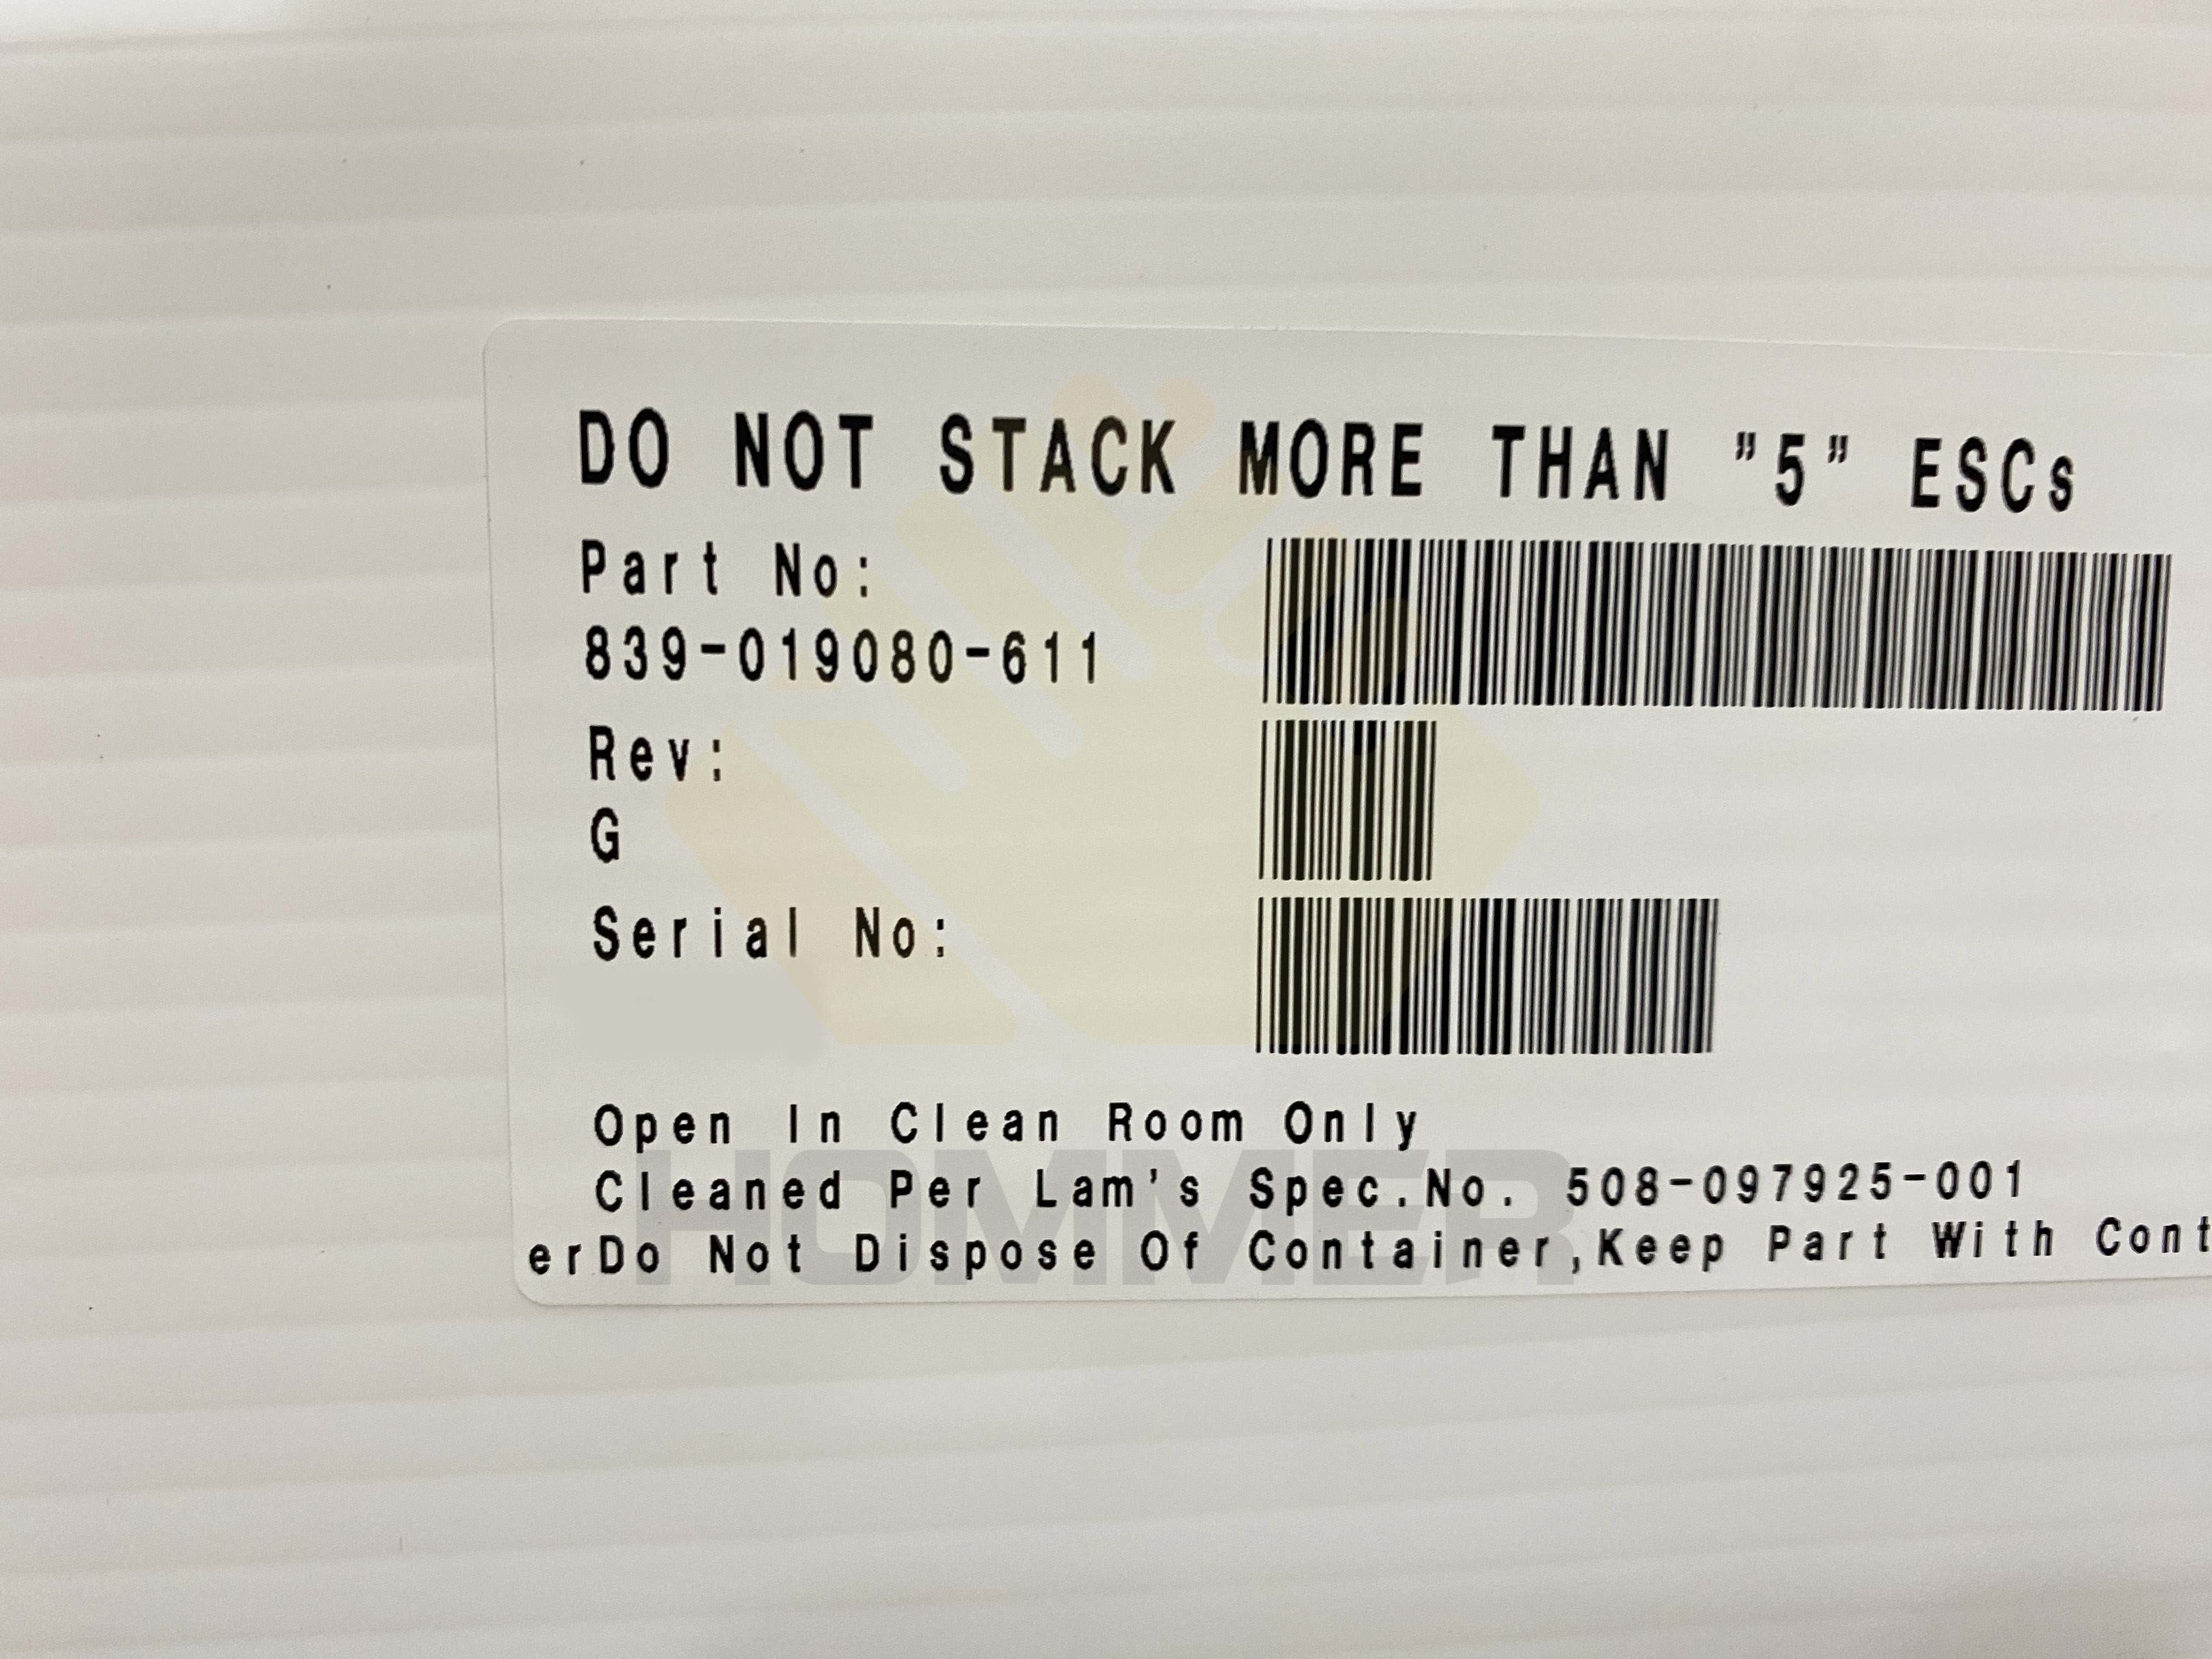 DO NOT STACK MORE THAN "5" ESCs
Part No:
839-019080-611
Rev:
G
Serial No:
Open In Clean Room Only
Cleaned Per Lam's Spec.No. 508-097925-001
erDo Not Dispose Of Container,Keep Part With Cont
HOMMER